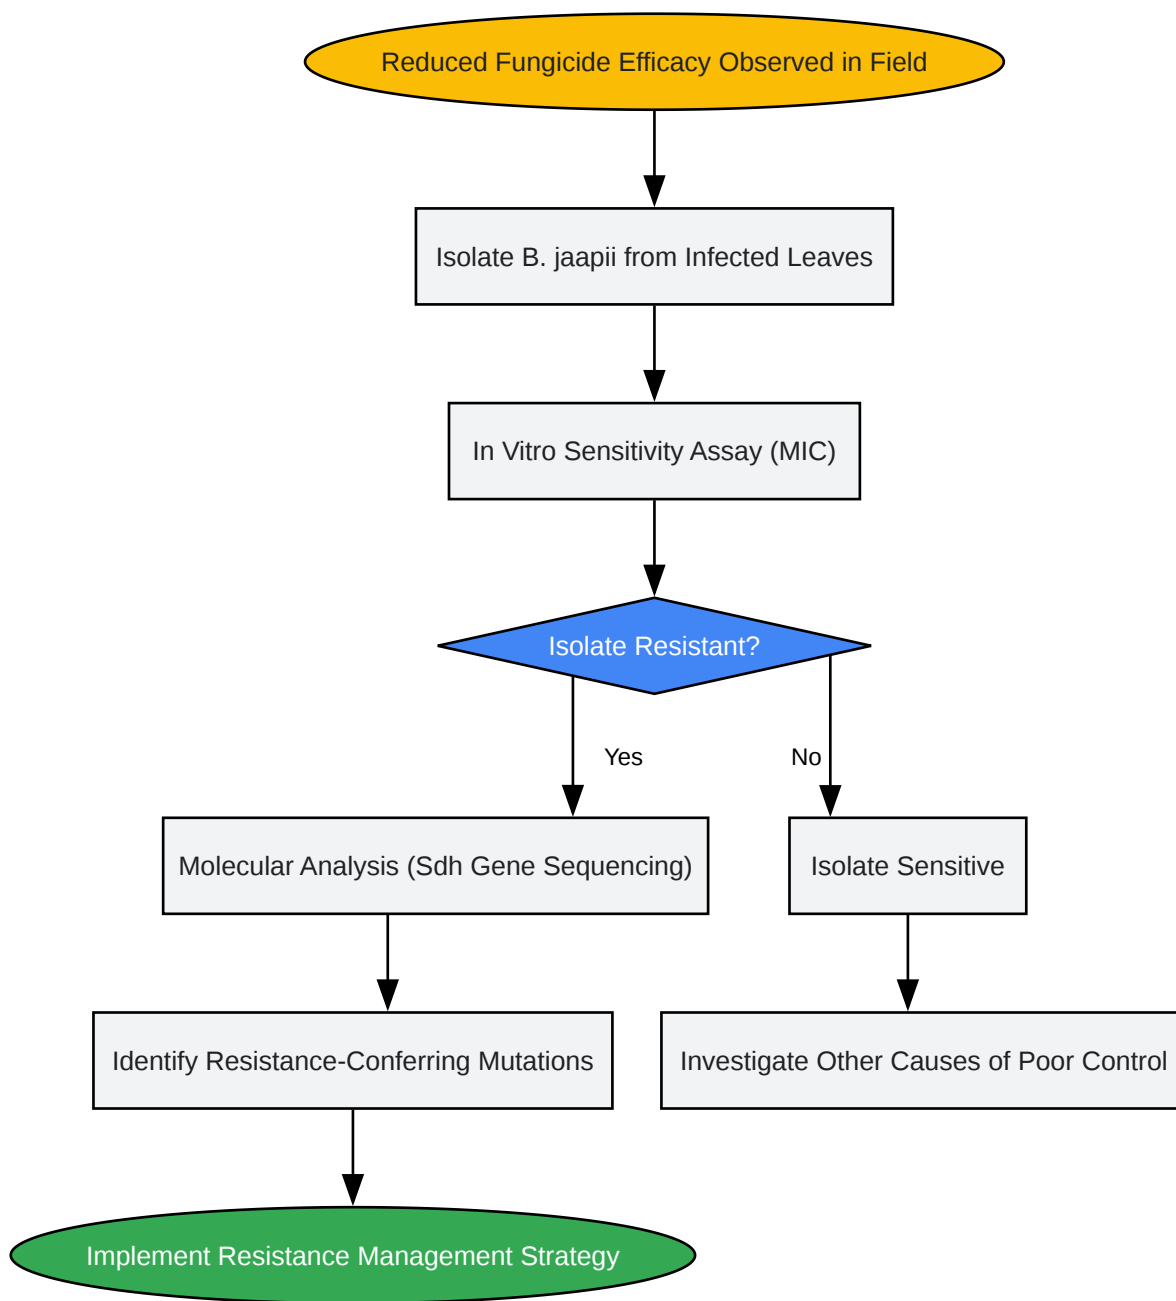 Reduced Fungicide Efficacy Observed in Field
Isolate B. jaapii from Infected Leaves
In Vitro Sensitivity Assay (MIC)
Isolate Resistant?
Yes
No
Molecular Analysis (Sdh Gene Sequencing)
Isolate Sensitive
Identify Resistance-Conferring Mutations
Investigate Other Causes of Poor Control
Implement Resistance Management Strategy